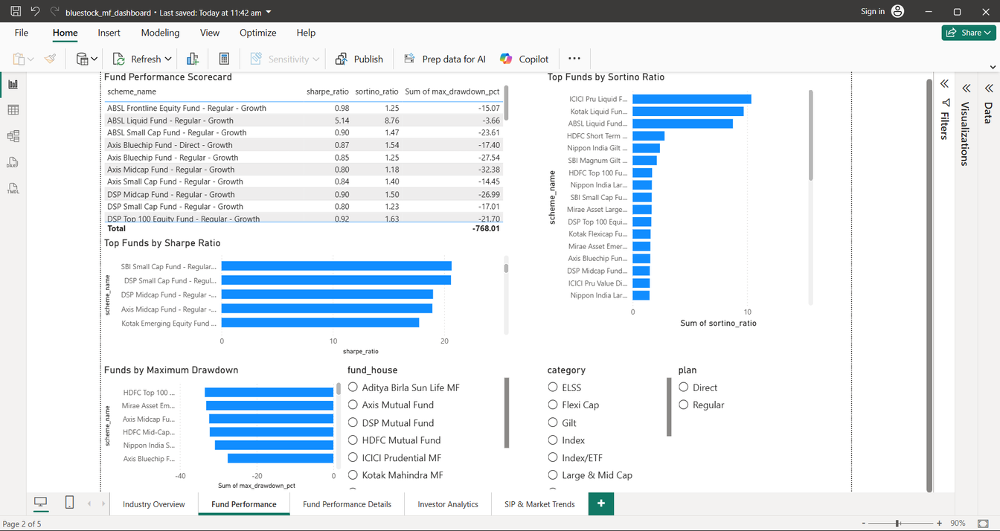 bluestock_mf_dashboard • Last saved: Today at 11:42 am
Sign in
File Home Insert Modeling View Optimize Help
Share
Refresh Sensitivity Publish Prep data for AI Copilot
Fund Performance Scorecard
scheme_name sharpe_ratio sortino_ratio Sum of max_drawdown_pct
ABSL Frontline Equity Fund - Regular - Growth 0.98 1.25 -15.07
ABSL Liquid Fund - Regular - Growth 5.14 8.76 -3.66
ABSL Small Cap Fund - Regular - Growth 0.90 1.47 -23.61
Axis Bluechip Fund - Direct - Growth 0.87 1.54 -17.40
Axis Bluechip Fund - Regular - Growth 0.85 1.25 -27.54
Axis Midcap Fund - Regular - Growth 0.80 1.18 -32.38
Axis Small Cap Fund - Regular - Growth 0.84 1.40 -14.45
DSP Midcap Fund - Regular - Growth 0.90 1.50 -26.99
DSP Small Cap Fund - Regular - Growth 0.80 1.23 -17.01
DSP Top 100 Equity Fund - Regular - Growth 0.92 1.63 -21.70
Total -768.01
Top Funds by Sortino Ratio
scheme_name
ICICI Pru Liquid F...
Kotak Liquid Fun...
ABSL Liquid Fund...
HDFC Short Term ...
Nippon India Gilt ...
SBI Magnum Gilt ...
HDFC Top 100 Fu...
Nippon India Lar...
SBI Small Cap Fu...
Mirae Asset Large...
DSP Top 100 Equi...
Kotak Flexicap Fu...
Mirae Asset Emer...
Axis Bluechip Fun...
DSP Midcap Fund...
ICICI Pru Value Di...
Nippon India Lar...
0 10
Sum of sortino_ratio
Top Funds by Sharpe Ratio
scheme_name
SBI Small Cap Fund - Regular...
DSP Small Cap Fund - Regul...
DSP Midcap Fund - Regular -...
Axis Midcap Fund - Regular -...
Kotak Emerging Equity Fund ...
0 10 20
sharpe_ratio
Funds by Maximum Drawdown
scheme_name
HDFC Top 100 ...
Mirae Asset Em...
Axis Midcap Fu...
HDFC Mid-Cap...
Nippon India S...
Axis Bluechip F...
-40 -20 0
Sum of max_drawdown_pct
fund_house
Aditya Birla Sun Life MF
Axis Mutual Fund
DSP Mutual Fund
HDFC Mutual Fund
ICICI Prudential MF
Kotak Mahindra MF
category
ELSS
Flexi Cap
Gilt
Index
Index/ETF
Large & Mid Cap
plan
Direct
Regular
Filters
Visualizations
Data
DAX
TMDL
Industry Overview Fund Performance Fund Performance Details Investor Analytics SIP & Market Trends +
Page 2 of 5
- + 90%